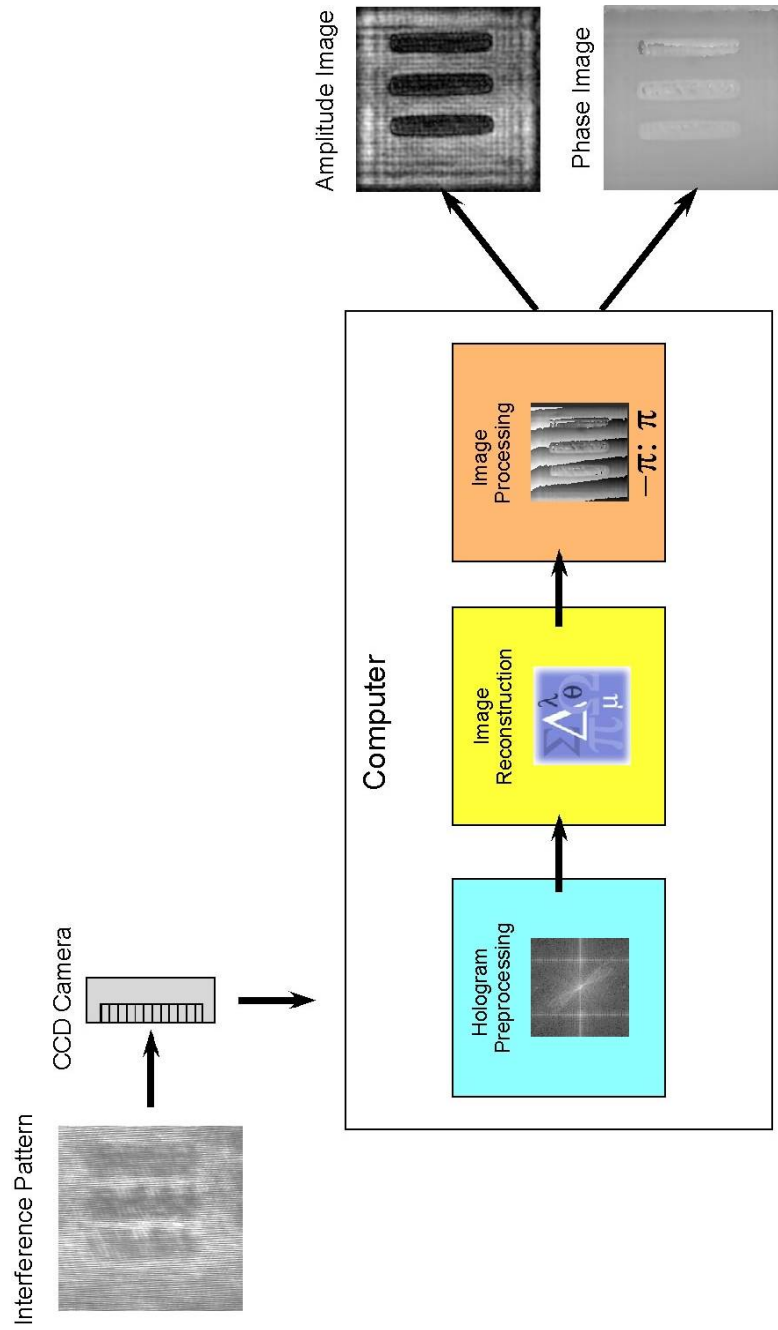 Interference Pattern
CCD Camera
Computer
Hologram
Preprocessing
Image
Reconstruction
Σ Δ λ θ π Ω μ
Image
Processing
−π: π
Amplitude Image
Phase Image